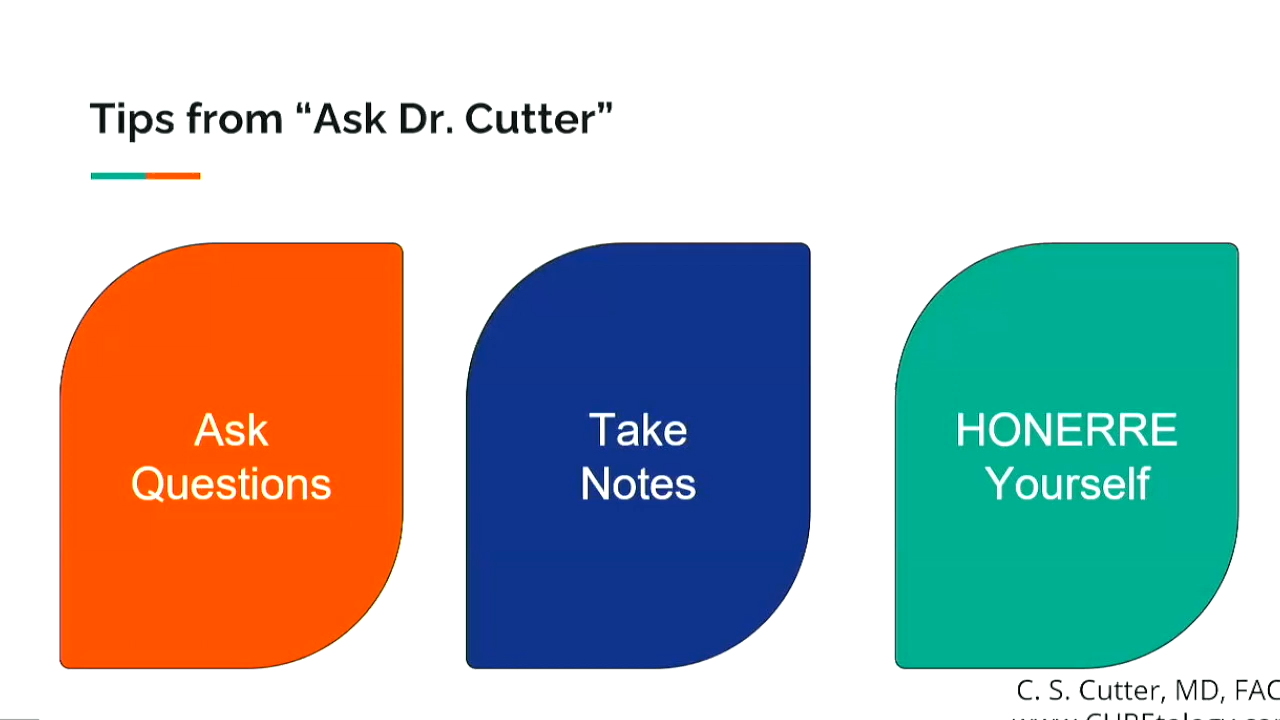 Tips from “Ask Dr. Cutter”
Ask
Questions
Take
Notes
HONERRE
Yourself
C. S. Cutter, MD, FAC